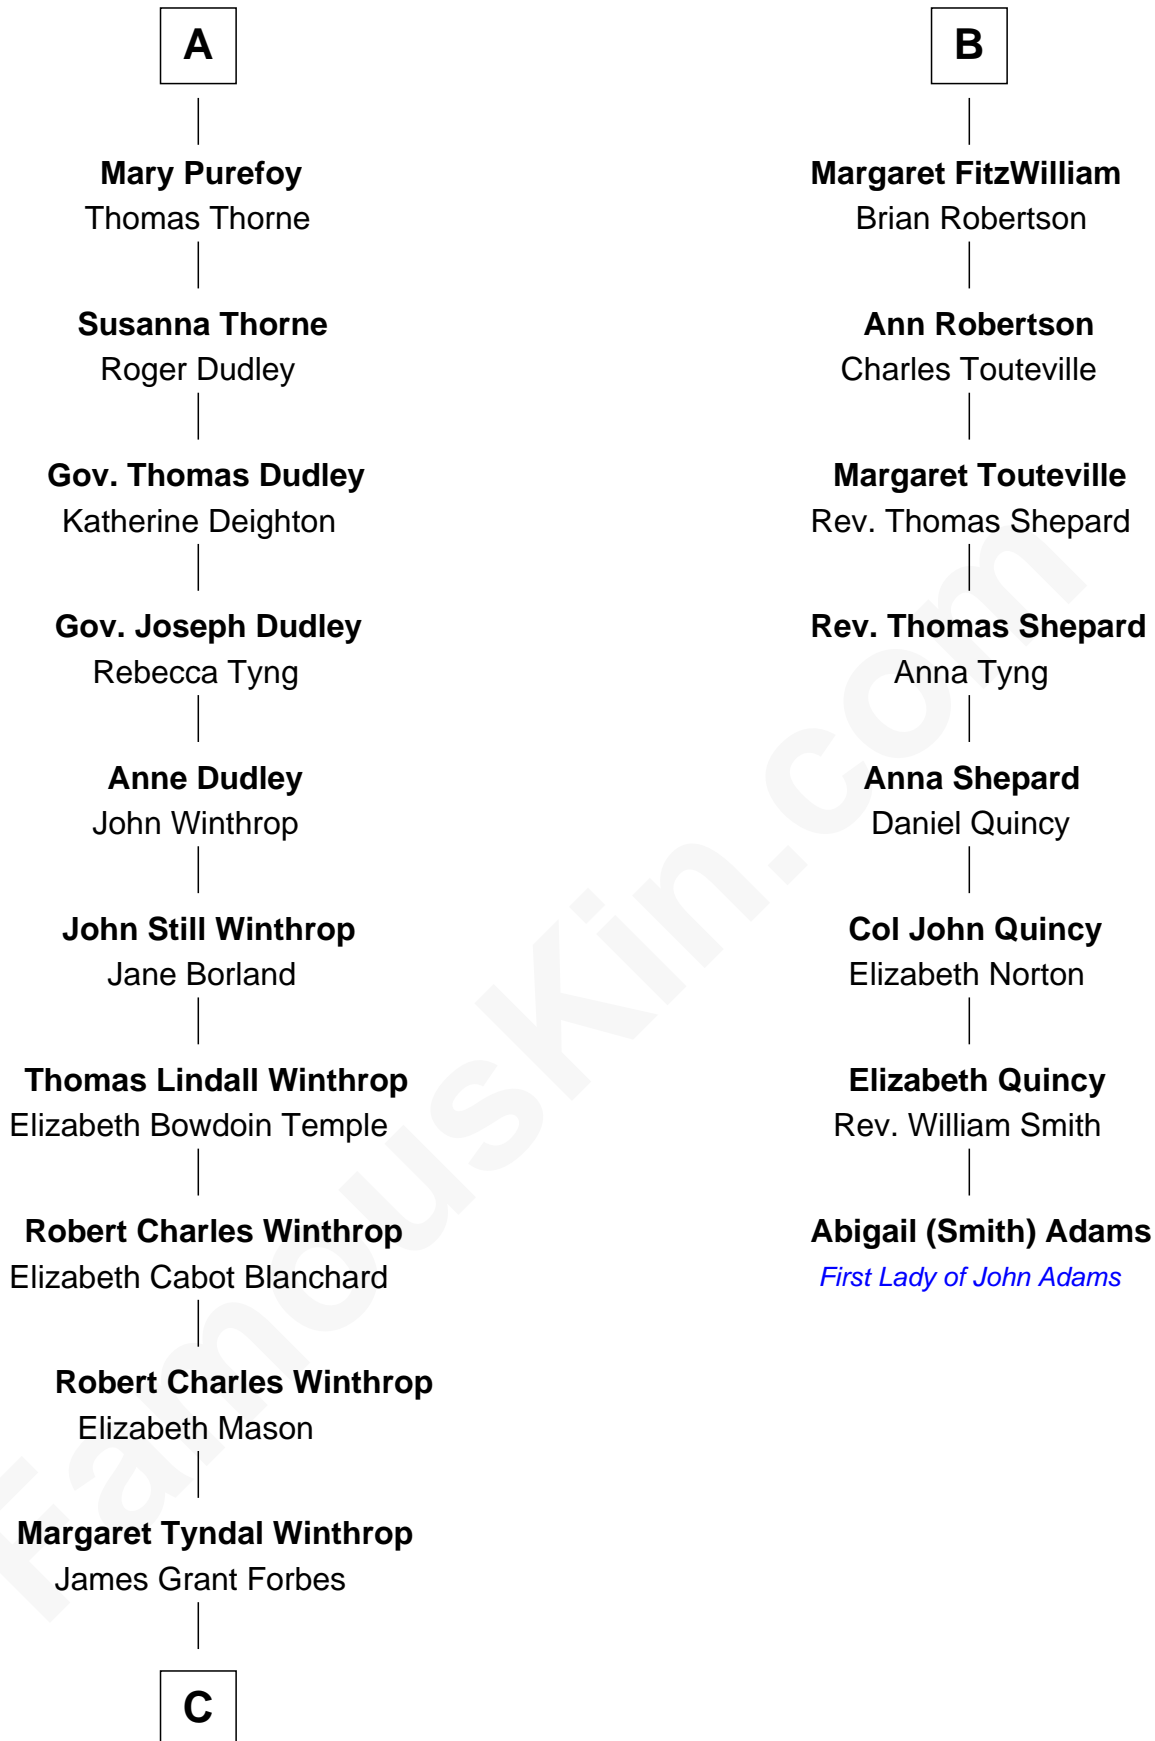 A
Mary Purefoy
Thomas Thorne
Susanna Thorne
Roger Dudley
Gov. Thomas Dudley
Katherine Deighton
Gov. Joseph Dudley
Rebecca Tyng
Anne Dudley
John Winthrop
John Still Winthrop
Jane Borland
Thomas Lindall Winthrop
Elizabeth Bowdoin Temple
Robert Charles Winthrop
Elizabeth Cabot Blanchard
Robert Charles Winthrop
Elizabeth Mason
Margaret Tyndal Winthrop
James Grant Forbes
C
B
Margaret FitzWilliam
Brian Robertson
Ann Robertson
Charles Touteville
Margaret Touteville
Rev. Thomas Shepard
Rev. Thomas Shepard
Anna Tyng
Anna Shepard
Daniel Quincy
Col John Quincy
Elizabeth Norton
Elizabeth Quincy
Rev. William Smith
Abigail (Smith) Adams
First Lady of John Adams
FamousKin.com